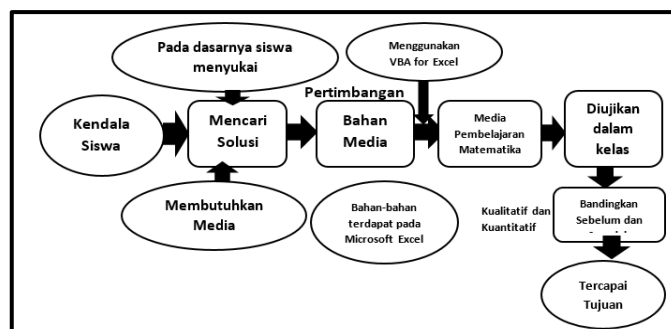 Pada dasarnya siswa
menyukai
Menggunakan
VBA for Excel
Pertimbangan
Kendala
Siswa
Mencari
Solusi
Bahan
Media
Media
Pembelajaran
Matematika
Diujikan
dalam
kelas
Membutuhkan
Media
Bahan-bahan
terdapat pada
Microsoft Excel
Kualitatif dan
Kuantitatif
Bandingkan
Sebelum dan
Tercapai
Tujuan